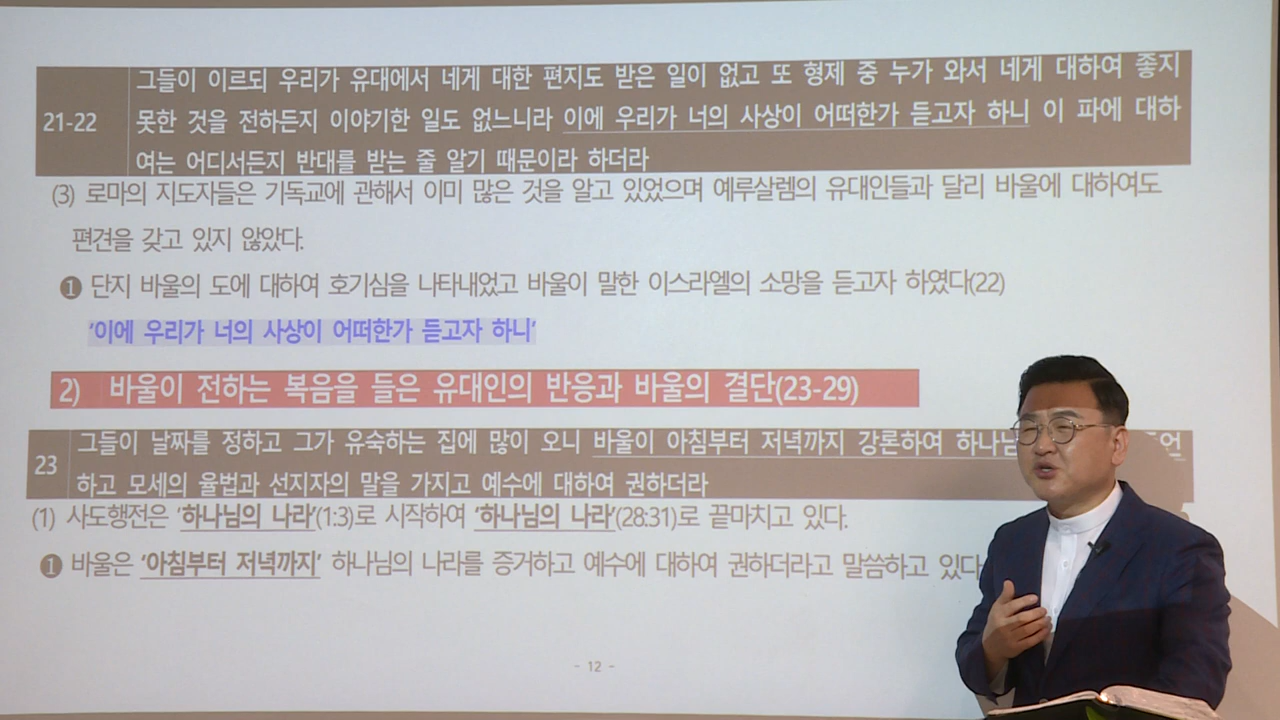 그들이 이르되 우리가 유대에서 네게 대한 편지도 받은 일이 없고 또 형제 중 누가 와서 네게 대하여 좋지
21-22 못한 것을 전하든지 이야기한 일도 없느니라 이에 우리가 너의 사상이 어떠한가 듣고자 하니 이 파에 대하
여는 어디서든지 반대를 받는 줄 알기 때문이라 하더라
(3) 로마의 지도자들은 기독교에 관해서 이미 많은 것을 알고 있었으며 예루살렘의 유대인들과 달리 바울에 대하여도
편견을 갖고 있지 않았다.
❶ 단지 바울의 도에 대하여 호기심을 나타내었고 바울이 말한 이스라엘의 소망을 듣고자 하였다(22)
'이에 우리가 너의 사상이 어떠한가 듣고자 하니'
2) 바울이 전하는 복음을 들은 유대인의 반응과 바울의 결단(23-29)
그들이 날짜를 정하고 그가 유숙하는 집에 많이 오니 바울이 아침부터 저녁까지 강론하여
23 하고 모세의 율법과 선지자의 말을 가지고 예수에 대하여 권하더라
(1) 사도행전은 '하나님의 나라'(1:3)로 시작하여 '하나님의 나라'(28:31)로 끝마치고 있다.
❶ 바울은 '아침부터 저녁까지' 하나님의 나라를 증거하고 예수에 대하여 권하더라고 말씀하고 있다
- 12 -